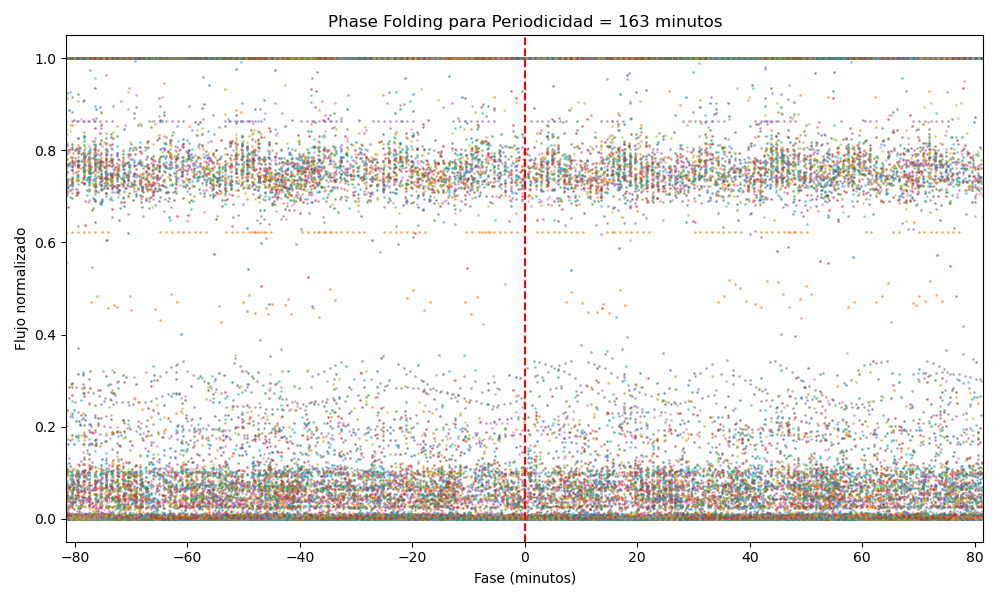 Phase Folding para Periodicidad = 163 minutos
Flujo normalizado
1.0
0.8
0.6
0.4
0.2
0.0
−80 −60 −40 −20 0 20 40 60 80
Fase (minutos)